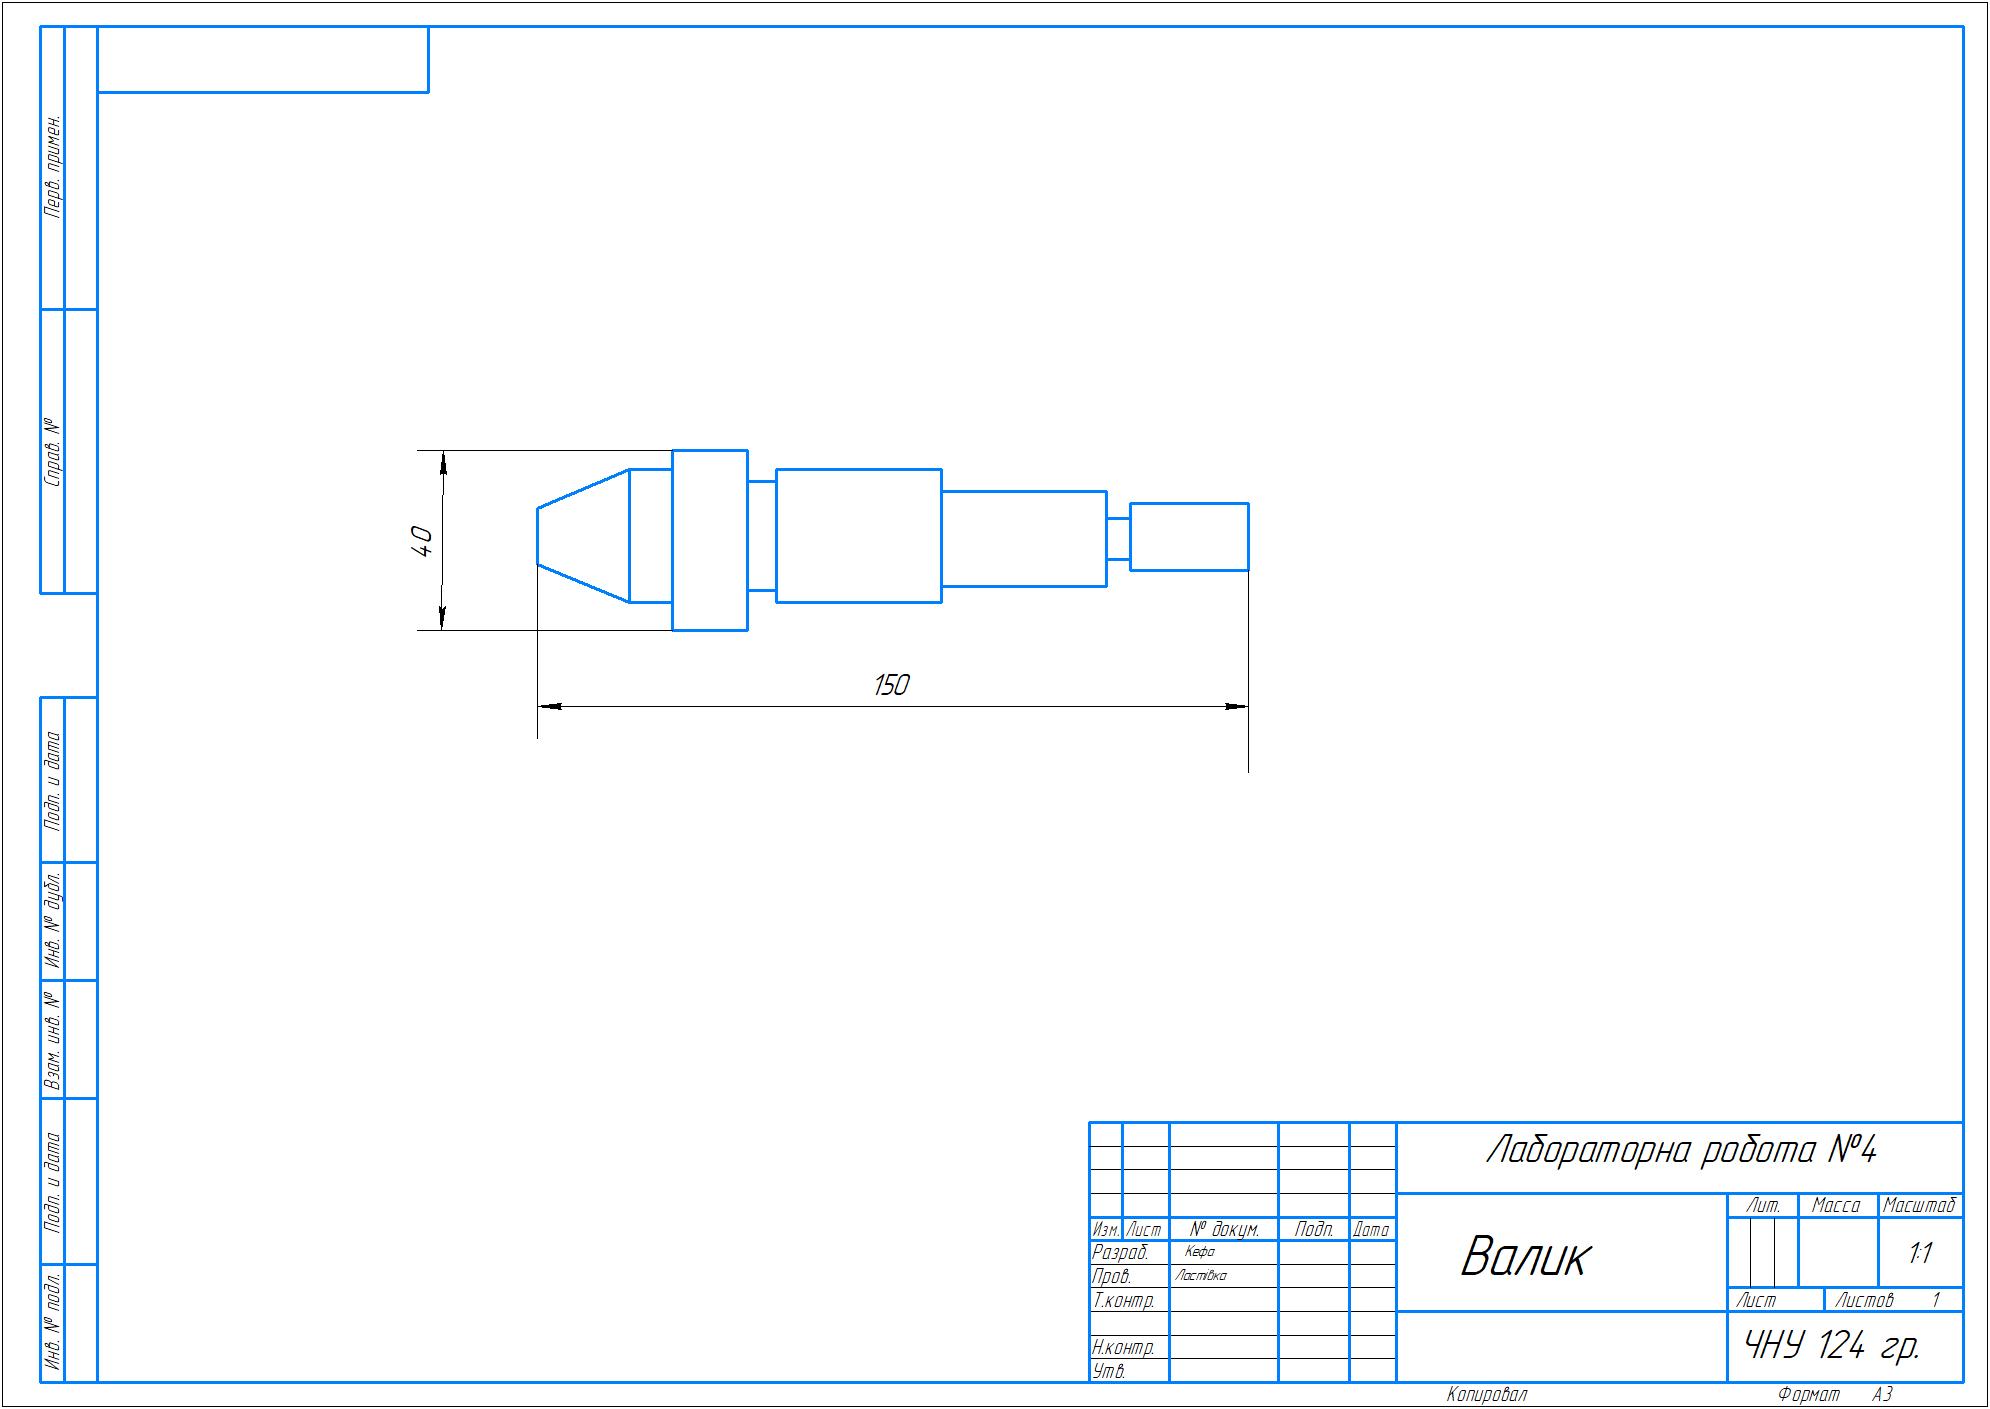 Перв. примен.
Справ. №
Подп. и дата
Инв. № дубл.
Взам. инв. №
Подп. и дата
Инв. № подл.
40
150
Лабораторна робота №4
Лит. Масса Масштаб
Изм. Лист № докум. Подп. Дата
Разраб. Кефа
Валик
1:1
Пров. Ластівка
Т.контр.
Лист Листов 1
Н.контр.
ЧНУ 124 гр.
Утв.
Копировал Формат А3